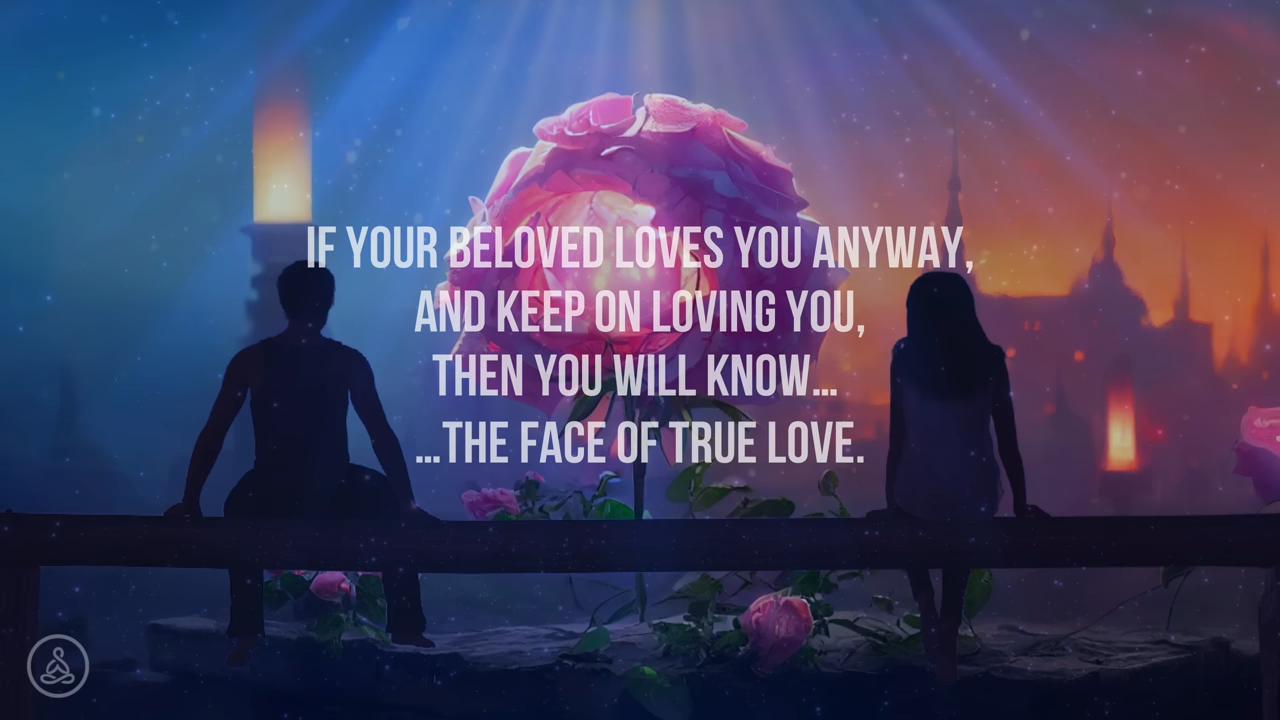 IF YOUR BELOVED LOVES YOU ANYWAY,
AND KEEP ON LOVING YOU,
THEN YOU WILL KNOW...
...THE FACE OF TRUE LOVE.